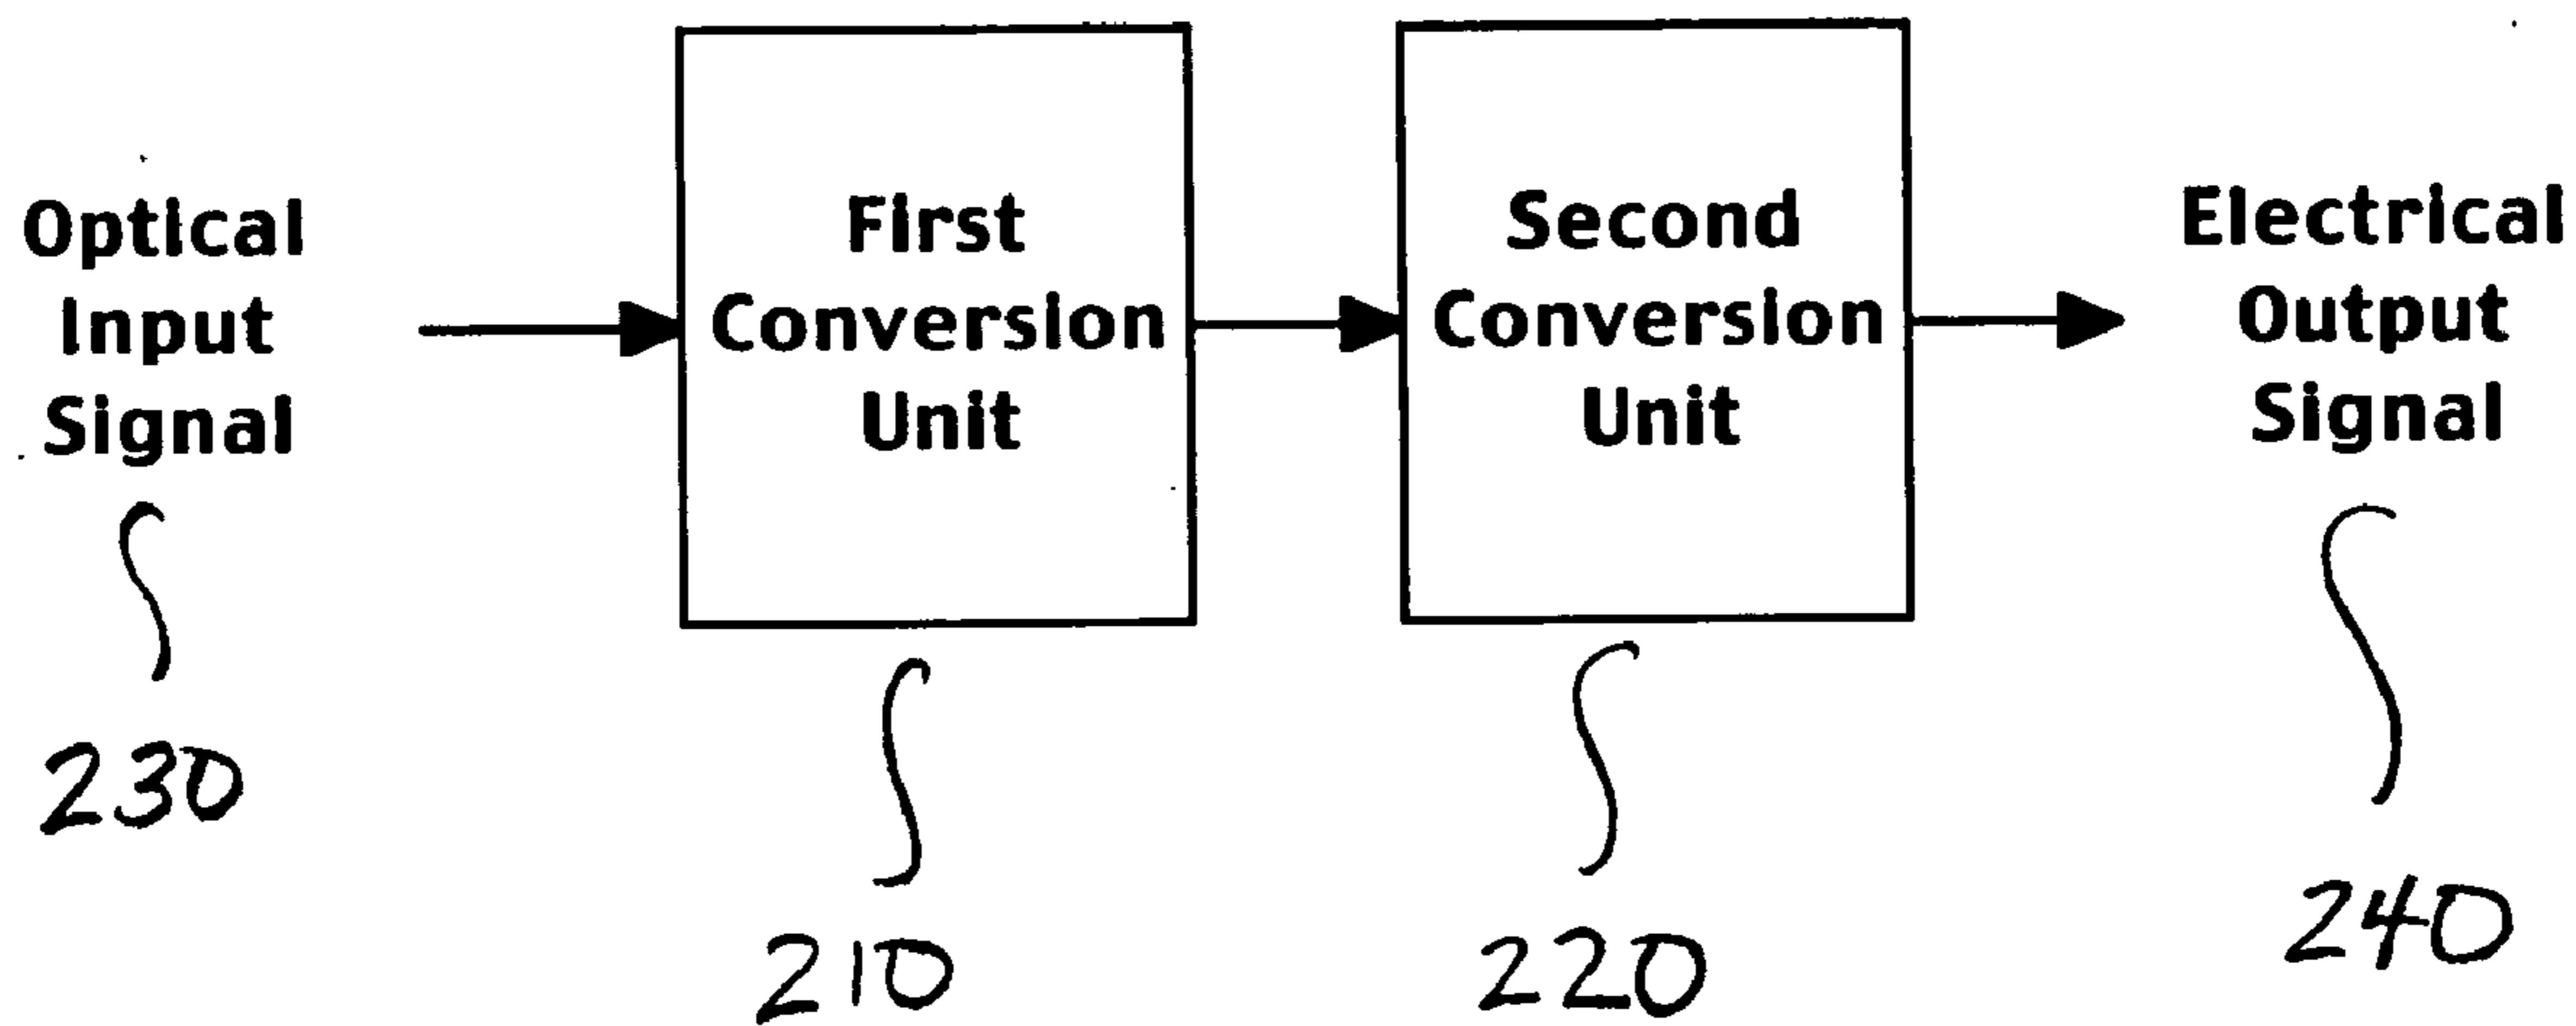 Optical
Input
Signal
First
Conversion
Unit
Second
Conversion
Unit
Electrical
Output
Signal
230
210
220
240